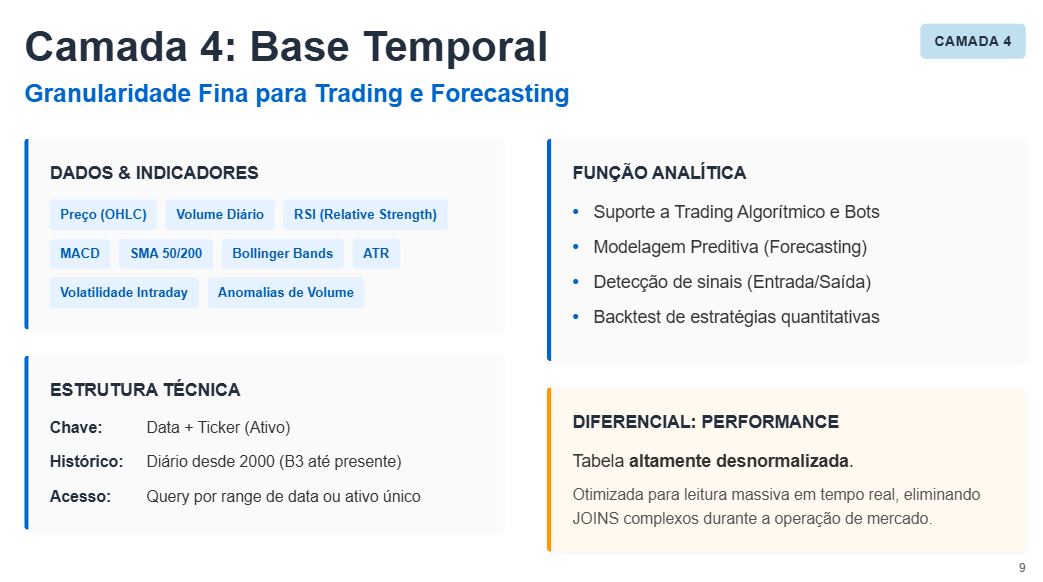 Camada 4: Base Temporal
CAMADA 4
Granularidade Fina para Trading e Forecasting
DADOS & INDICADORES
Preço (OHLC)
Volume Diário
RSI (Relative Strength)
MACD
SMA 50/200
Bollinger Bands
ATR
Volatilidade Intraday
Anomalias de Volume
ESTRUTURA TÉCNICA
Chave: Data + Ticker (Ativo)
Histórico: Diário desde 2000 (B3 até presente)
Acesso: Query por range de data ou ativo único
FUNÇÃO ANALÍTICA
• Suporte a Trading Algorítmico e Bots
• Modelagem Preditiva (Forecasting)
• Detecção de sinais (Entrada/Saída)
• Backtest de estratégias quantitativas
DIFERENCIAL: PERFORMANCE
Tabela altamente desnormalizada.
Otimizada para leitura massiva em tempo real, eliminando
JOINS complexos durante a operação de mercado.
9